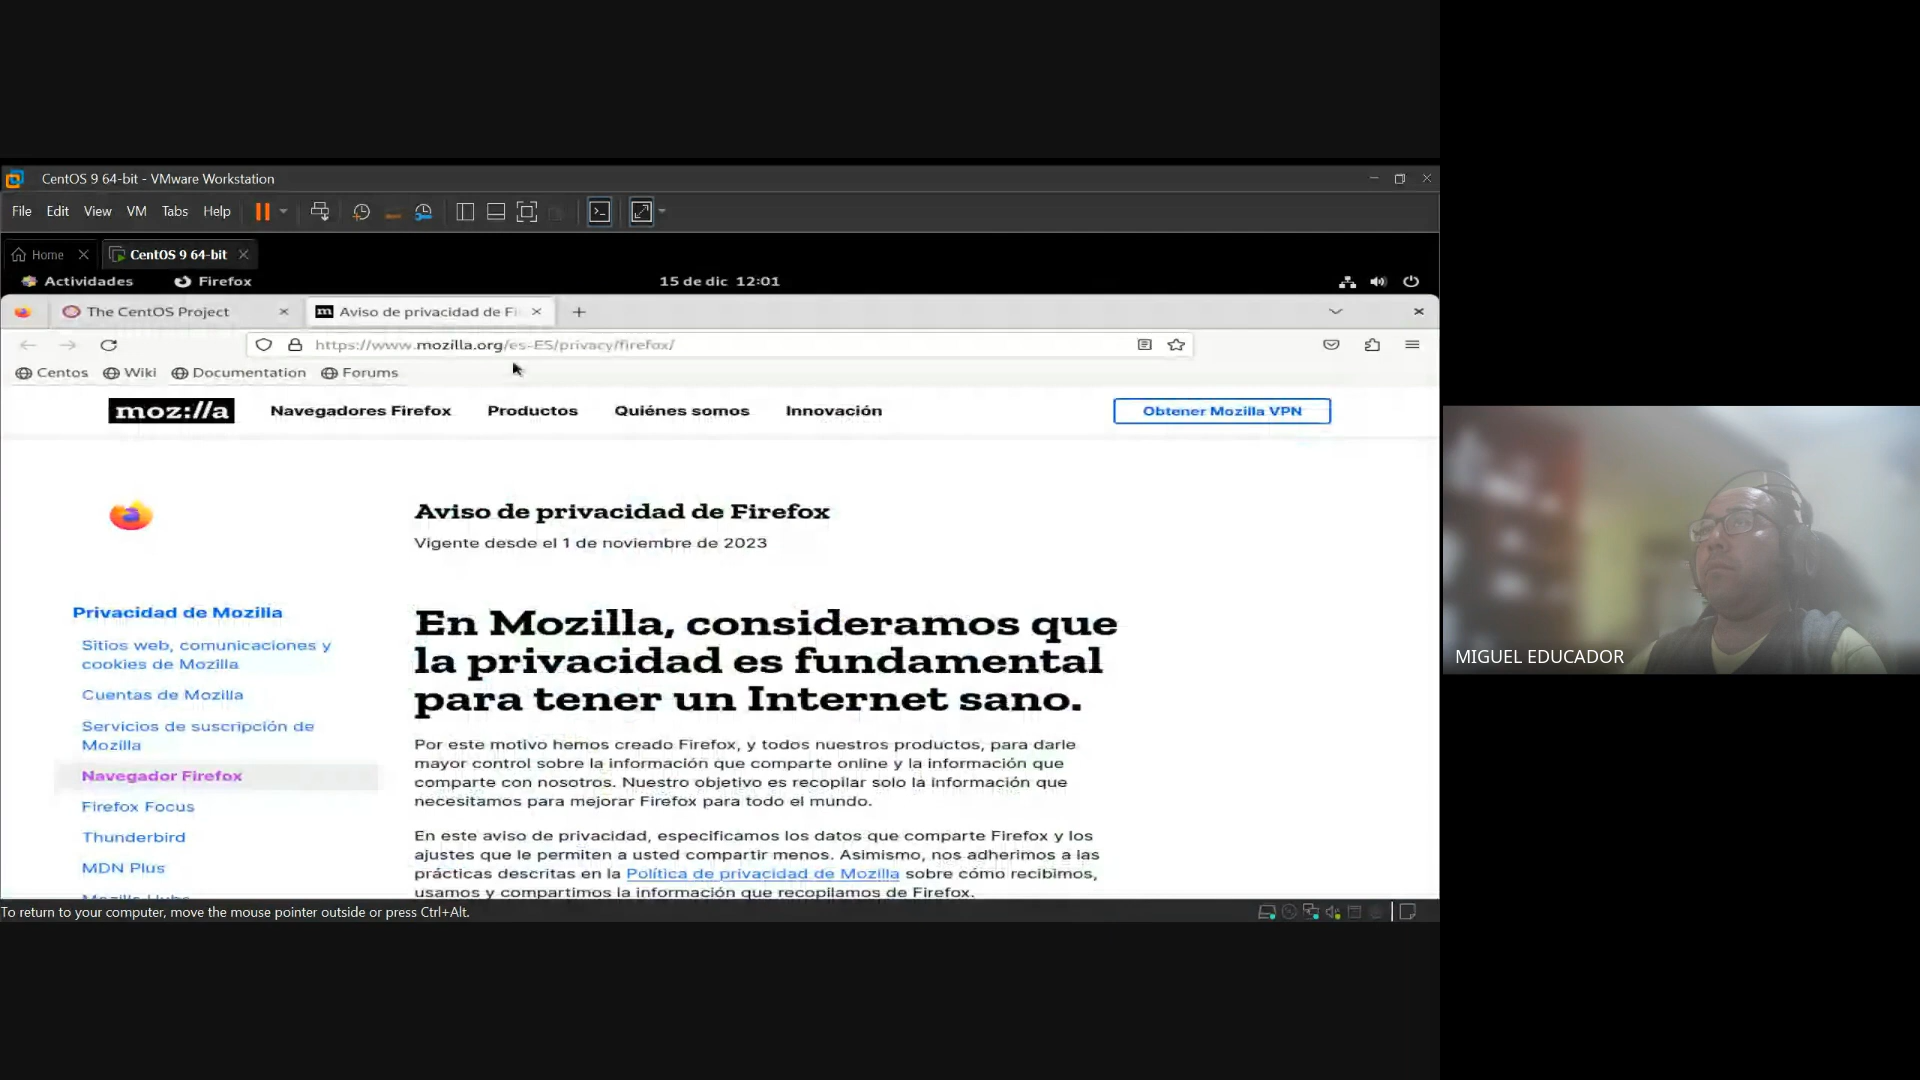 CentOS 9 64-bit - VMware Workstation
File Edit View VM Tabs Help
Home CentOS 9 64-bit
Actividades Firefox 15 de dic 12:01
The CentOS Project Aviso de privacidad de Fi
https://www.mozilla.org/es-ES/privacy/firefox/
Centos Wiki Documentation Forums
moz://a Navegadores Firefox Productos Quiénes somos Innovación Obtener Mozilla VPN
Aviso de privacidad de Firefox
Vigente desde el 1 de noviembre de 2023
Privacidad de Mozilla
Sitios web, comunicaciones y
cookies de Mozilla
Cuentas de Mozilla
Servicios de suscripción de
Mozilla
Navegador Firefox
Firefox Focus
Thunderbird
MDN Plus
Mozilla Hubs
En Mozilla, consideramos que
la privacidad es fundamental
para tener un Internet sano.
Por este motivo hemos creado Firefox, y todos nuestros productos, para darle
mayor control sobre la información que comparte online y la información que
comparte con nosotros. Nuestro objetivo es recopilar solo la información que
necesitamos para mejorar Firefox para todo el mundo.
En este aviso de privacidad, especificamos los datos que comparte Firefox y los
ajustes que le permiten a usted compartir menos. Asimismo, nos adherimos a las
prácticas descritas en la Política de privacidad de Mozilla sobre cómo recibimos,
usamos y compartimos la información que recopilamos de Firefox.
To return to your computer, move the mouse pointer outside or press Ctrl+Alt.
MIGUEL EDUCADOR